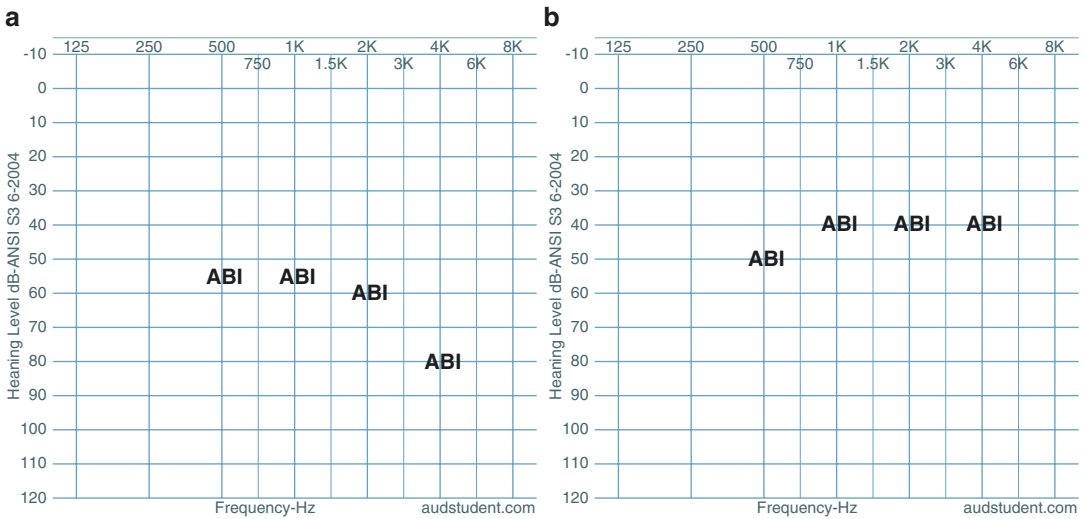 a
125 250 500 1K 2K 4K 8K
-10
750 1.5K 3K 6K
0
10
20
30
40
50
ABI ABI
60 ABI
70
80 ABI
90
100
110
120
Heaning Level dB-ANSI S3 6-2004
Frequency-Hz audstudent.com
b
125 250 500 1K 2K 4K 8K
-10
750 1.5K 3K 6K
0
10
20
30
40 ABI ABI ABI
50 ABI
60
70
80
90
100
110
120
Heaning Level dB-ANSI S3 6-2004
Frequency-Hz audstudent.com